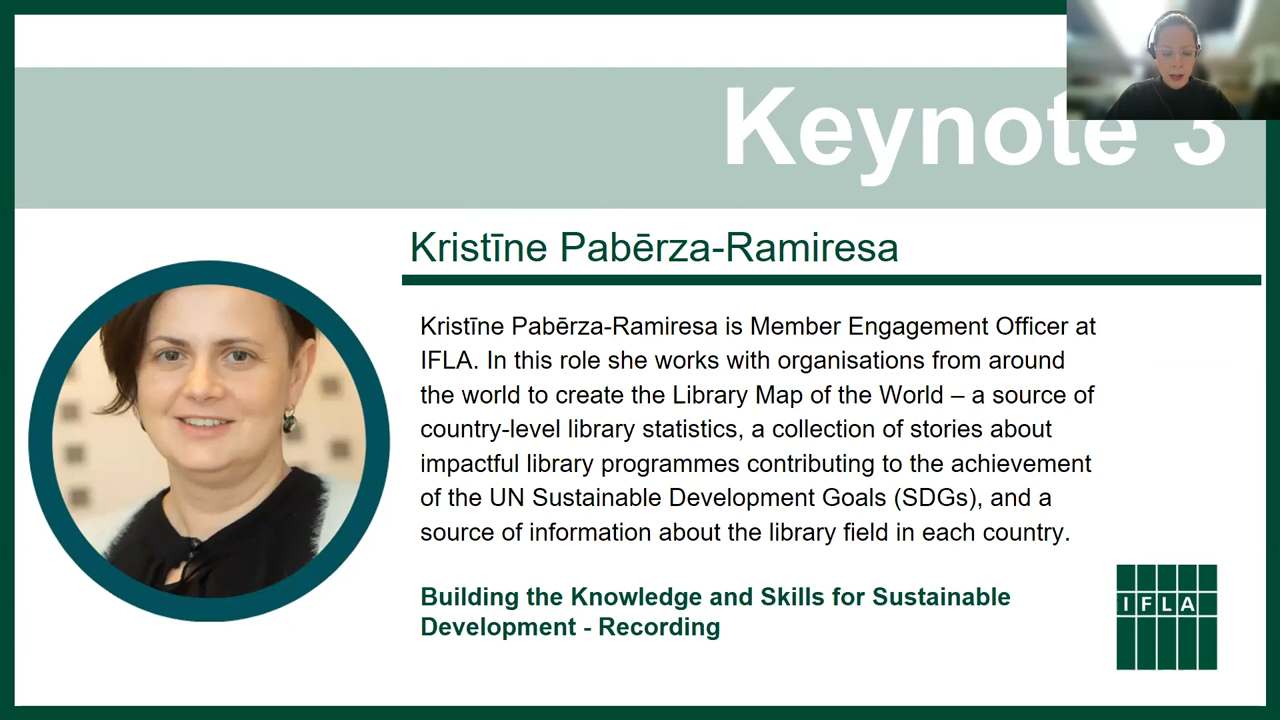 Keynote 3
Kristīne Pabērza-Ramiresa
Kristīne Pabērza-Ramiresa is Member Engagement Officer at
IFLA. In this role she works with organisations from around
the world to create the Library Map of the World – a source of
country-level library statistics, a collection of stories about
impactful library programmes contributing to the achievement
of the UN Sustainable Development Goals (SDGs), and a
source of information about the library field in each country.
Building the Knowledge and Skills for Sustainable
Development - Recording
IFLA